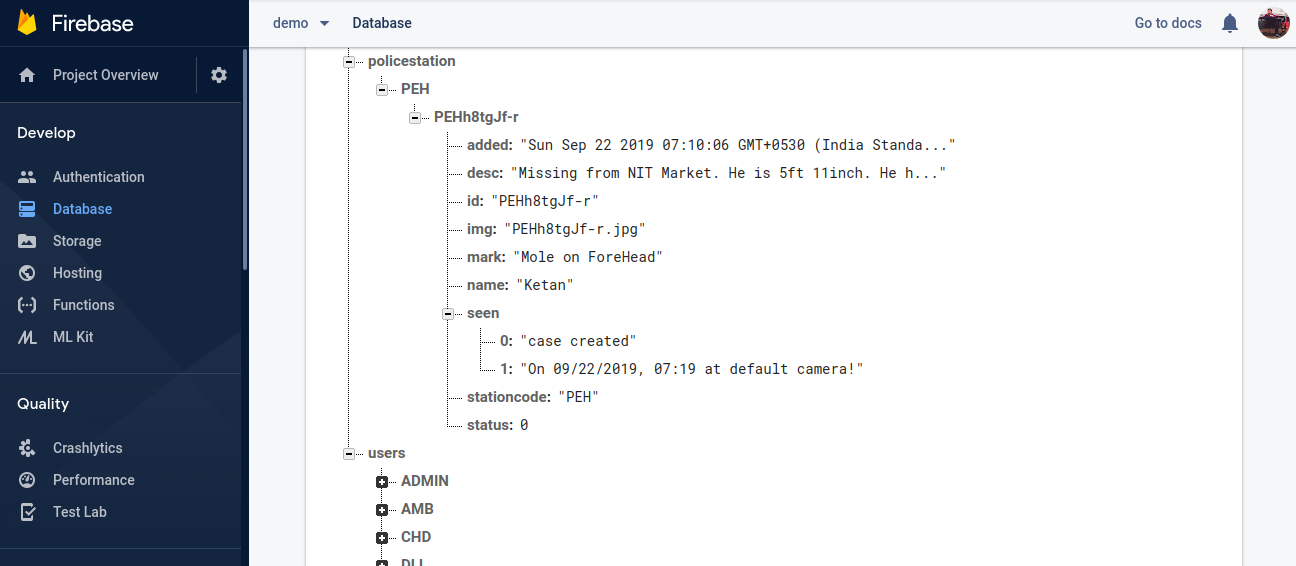 Firebase
demo Database Go to docs
Project Overview
Develop
Authentication
Database
Storage
Hosting
Functions
ML Kit
Quality
Crashlytics
Performance
Test Lab
policestation
PEH
PEHh8tgJf-r
added: "Sun Sep 22 2019 07:10:06 GMT+0530 (India Standa..."
desc: "Missing from NIT Market. He is 5ft 11inch. He h..."
id: "PEHh8tgJf-r"
img: "PEHh8tgJf-r.jpg"
mark: "Mole on ForeHead"
name: "Ketan"
seen
0: "case created"
1: "On 09/22/2019, 07:19 at default camera!"
stationcode: "PEH"
status: 0
users
ADMIN
AMB
CHD